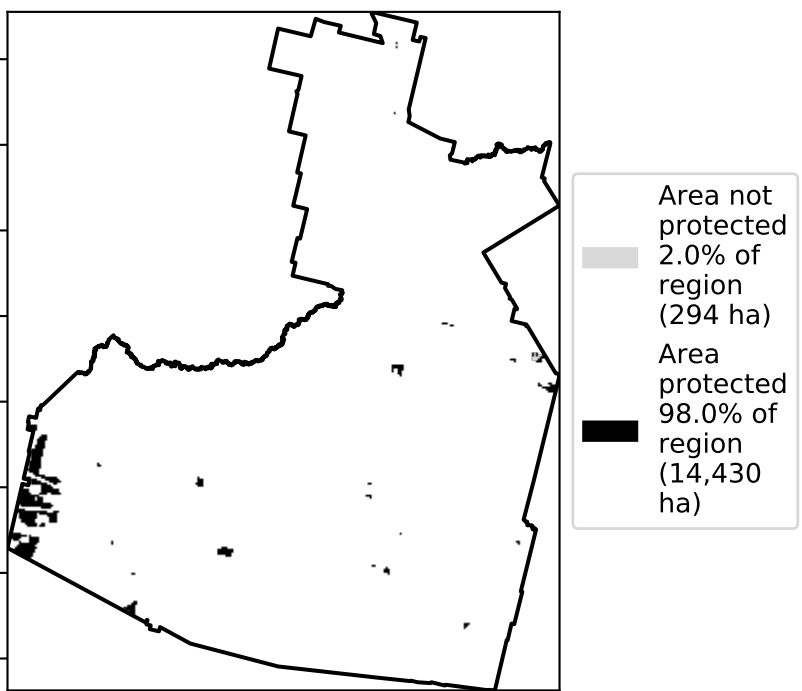 Area not
protected
2.0% of
region
(294 ha)
Area
protected
98.0% of
region
(14,430
ha)